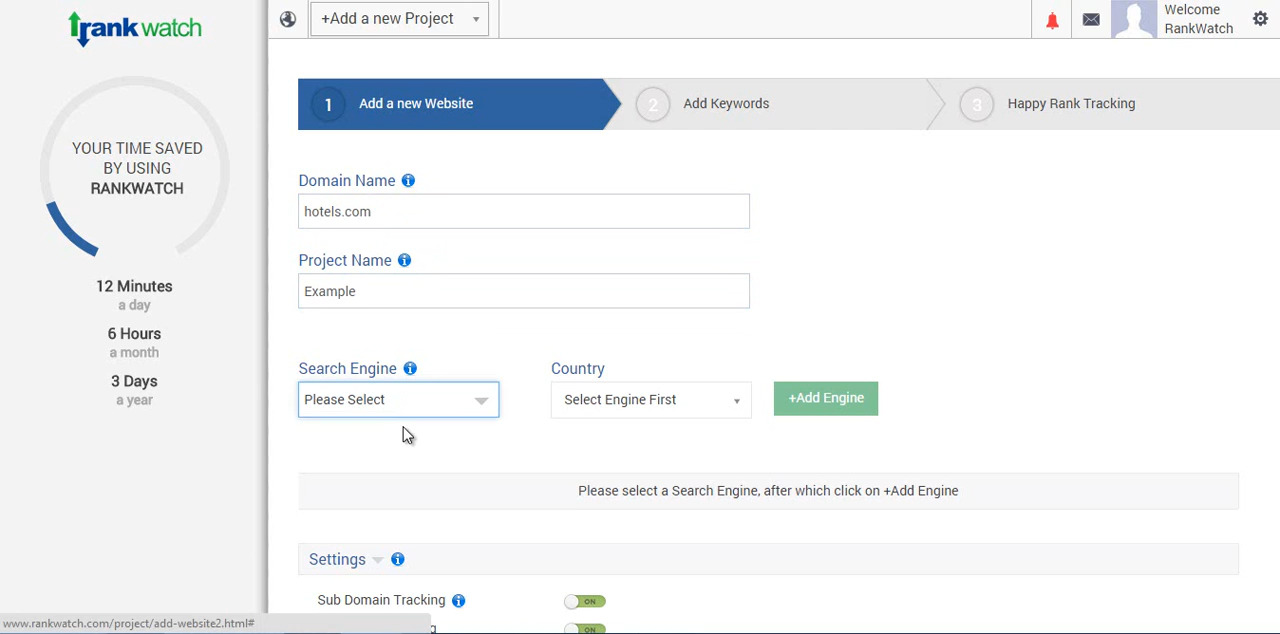 rankwatch
+Add a new Project
Welcome
RankWatch
1 Add a new Website
2 Add Keywords
3 Happy Rank Tracking
YOUR TIME SAVED
BY USING
RANKWATCH
12 Minutes
a day
6 Hours
a month
3 Days
a year
Domain Name
hotels.com
Project Name
Example
Search Engine
Country
Please Select
Select Engine First
+Add Engine
Please select a Search Engine, after which click on +Add Engine
Settings
Sub Domain Tracking
ON
ON
www.rankwatch.com/project/add-website2.html#